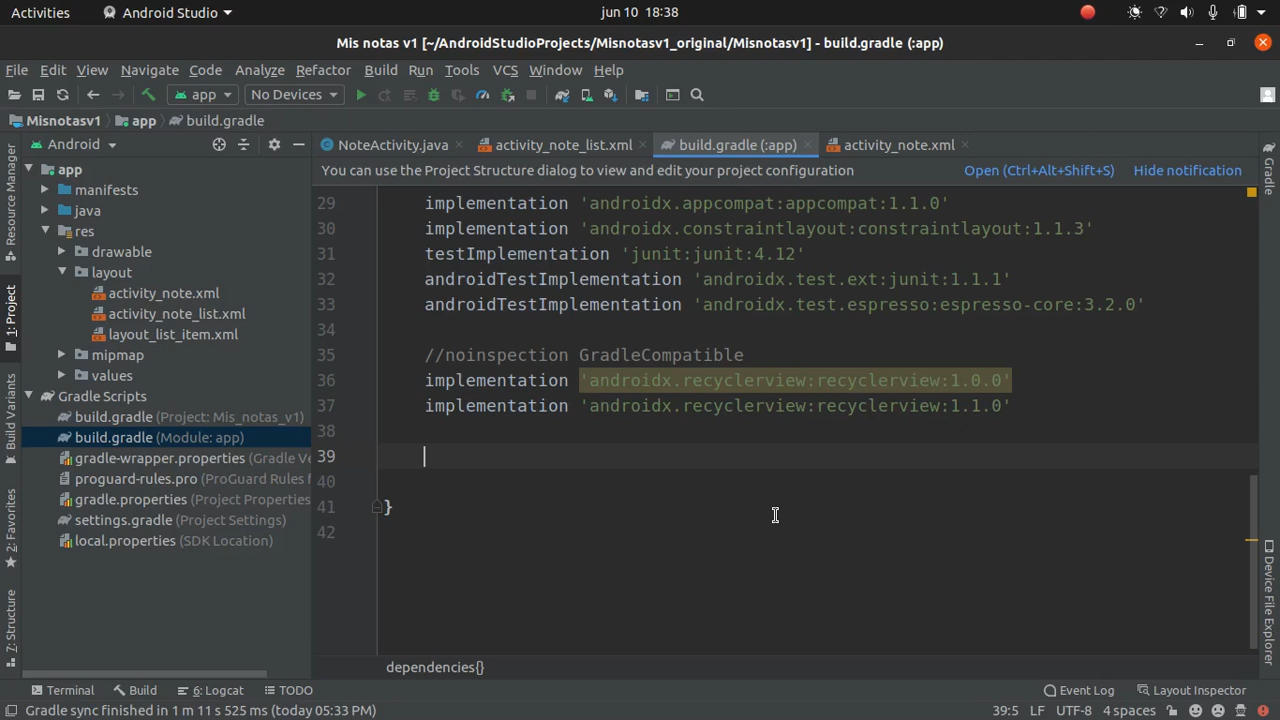 Activities
Android Studio
jun 10 18:38
Mis notas v1 [~/AndroidStudioProjects/Misnotasv1_original/Misnotasv1] - build.gradle (:app)
File Edit View Navigate Code Analyze Refactor Build Run Tools VCS Window Help
app
No Devices
Misnotasv1
app
build.gradle
Android
NoteActivity.java
activity_note_list.xml
build.gradle (:app)
activity_note.xml
You can use the Project Structure dialog to view and edit your project configuration
Open (Ctrl+Alt+Shift+S)
Hide notification
Resource Manager
1: Project
Build Variants
2: Favorites
Z: Structure
app
manifests
java
res
drawable
layout
activity_note.xml
activity_note_list.xml
layout_list_item.xml
mipmap
values
Gradle Scripts
build.gradle (Project: Mis_notas_v1)
build.gradle (Module: app)
gradle-wrapper.properties (Gradle Ve
proguard-rules.pro (ProGuard Rules f
gradle.properties (Project Properties
settings.gradle (Project Settings)
local.properties (SDK Location)
29 implementation 'androidx.appcompat:appcompat:1.1.0'
30 implementation 'androidx.constraintlayout:constraintlayout:1.1.3'
31 testImplementation 'junit:junit:4.12'
32 androidTestImplementation 'androidx.test.ext:junit:1.1.1'
33 androidTestImplementation 'androidx.test.espresso:espresso-core:3.2.0'
34
35 //noinspection GradleCompatible
36 implementation 'androidx.recyclerview:recyclerview:1.0.0'
37 implementation 'androidx.recyclerview:recyclerview:1.1.0'
38
39
40
41 }
42
dependencies{}
Gradle
Device File Explorer
Terminal
Build
6: Logcat
TODO
Event Log
Layout Inspector
Gradle sync finished in 1 m 11 s 525 ms (today 05:33 PM)
39:5 LF UTF-8 4 spaces